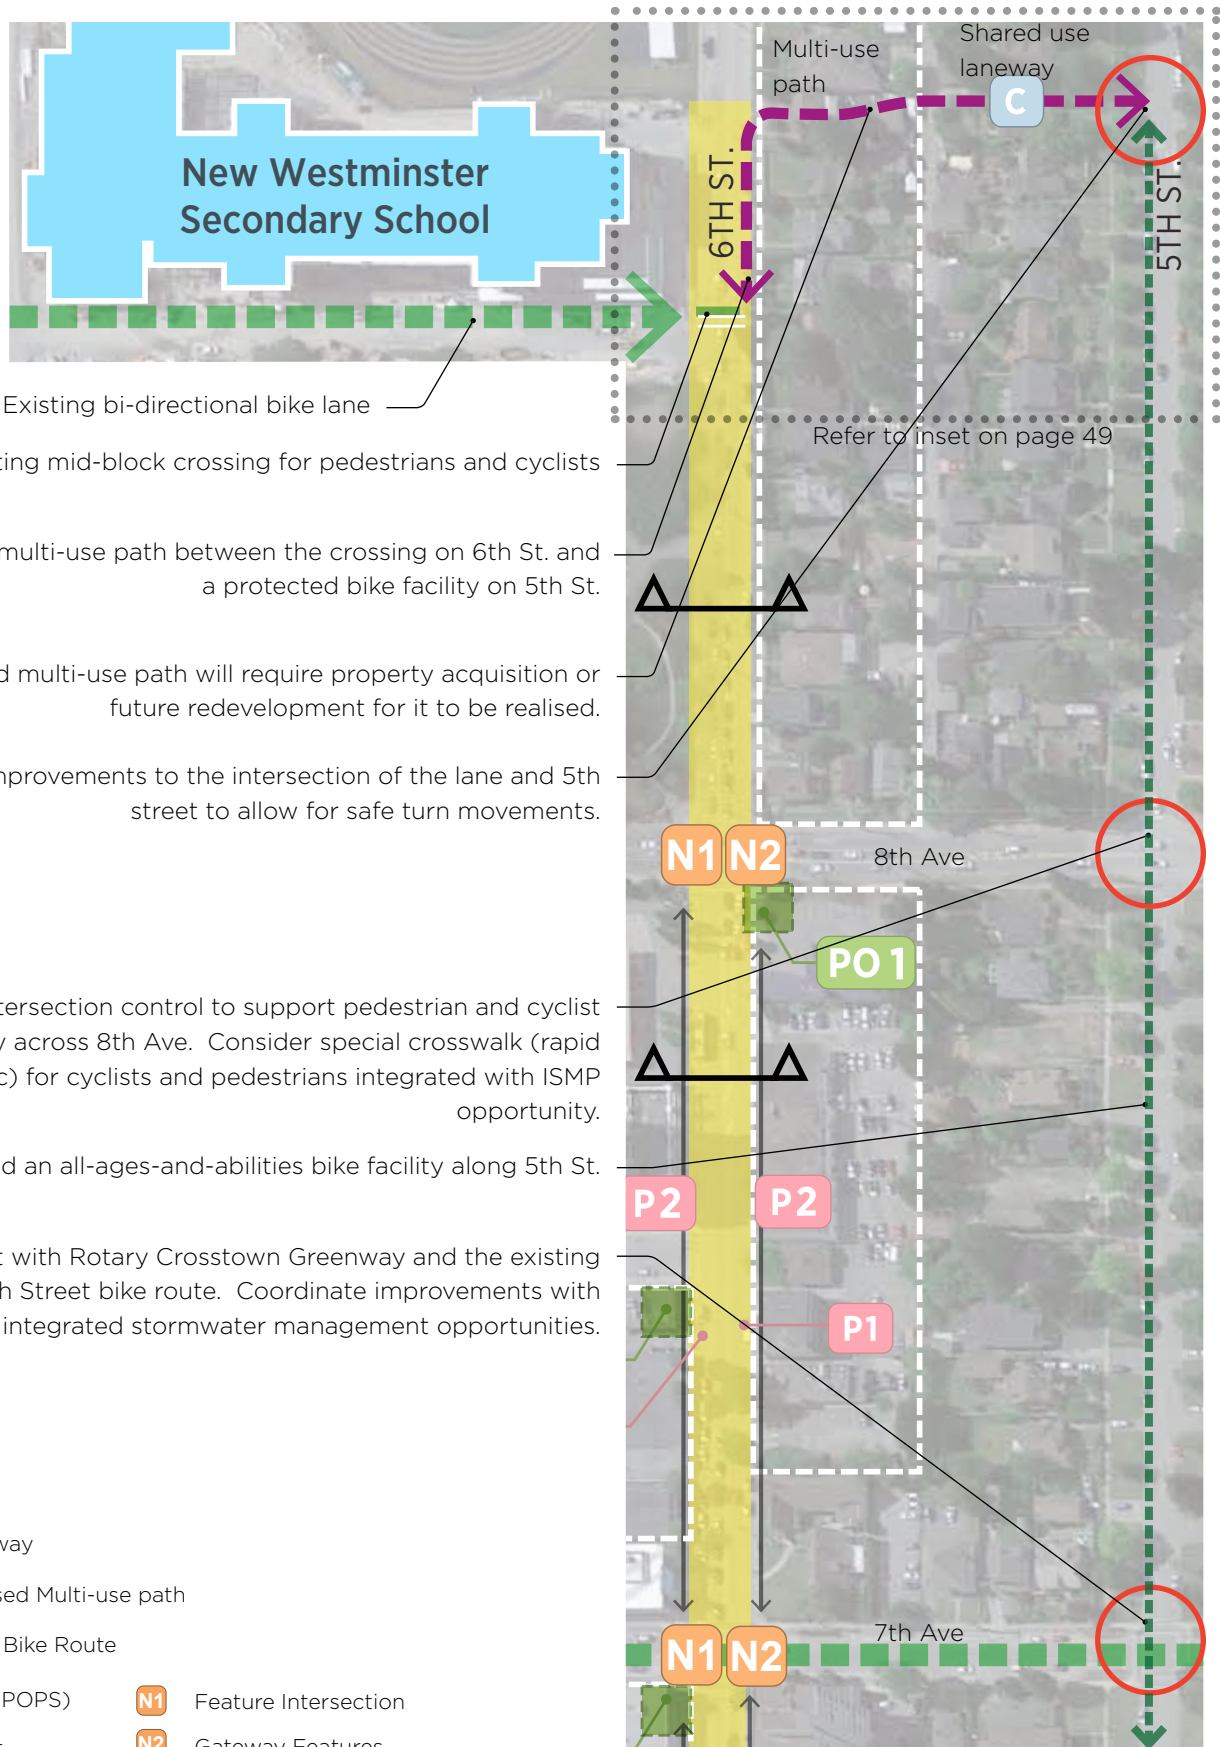 Multi-use
path
Shared use
laneway
C
New Westminster
Secondary School
6TH ST.
5TH ST.
Existing bi-directional bike lane
Refer to inset on page 49
mid-block crossing for pedestrians and cyclists
multi-use path between the crossing on 6th St. and
a protected bike facility on 5th St.
multi-use path will require property acquisition or
future redevelopment for it to be realised.
to the intersection of the lane and 5th
street to allow for safe turn movements.
N1 N2
8th Ave
PO 1
control to support pedestrian and cyclist
across 8th Ave. Consider special crosswalk (rapid
for cyclists and pedestrians integrated with ISMP
opportunity.
an all-ages-and-abilities bike facility along 5th St.
P2
P2
with Rotary Crosstown Greenway and the existing
Street bike route. Coordinate improvements with
integrated stormwater management opportunities.
P1
7th Ave
N1 N2
Multi-use path
Bike Route
POPS)
N1 Feature Intersection
N2 Gateway Features